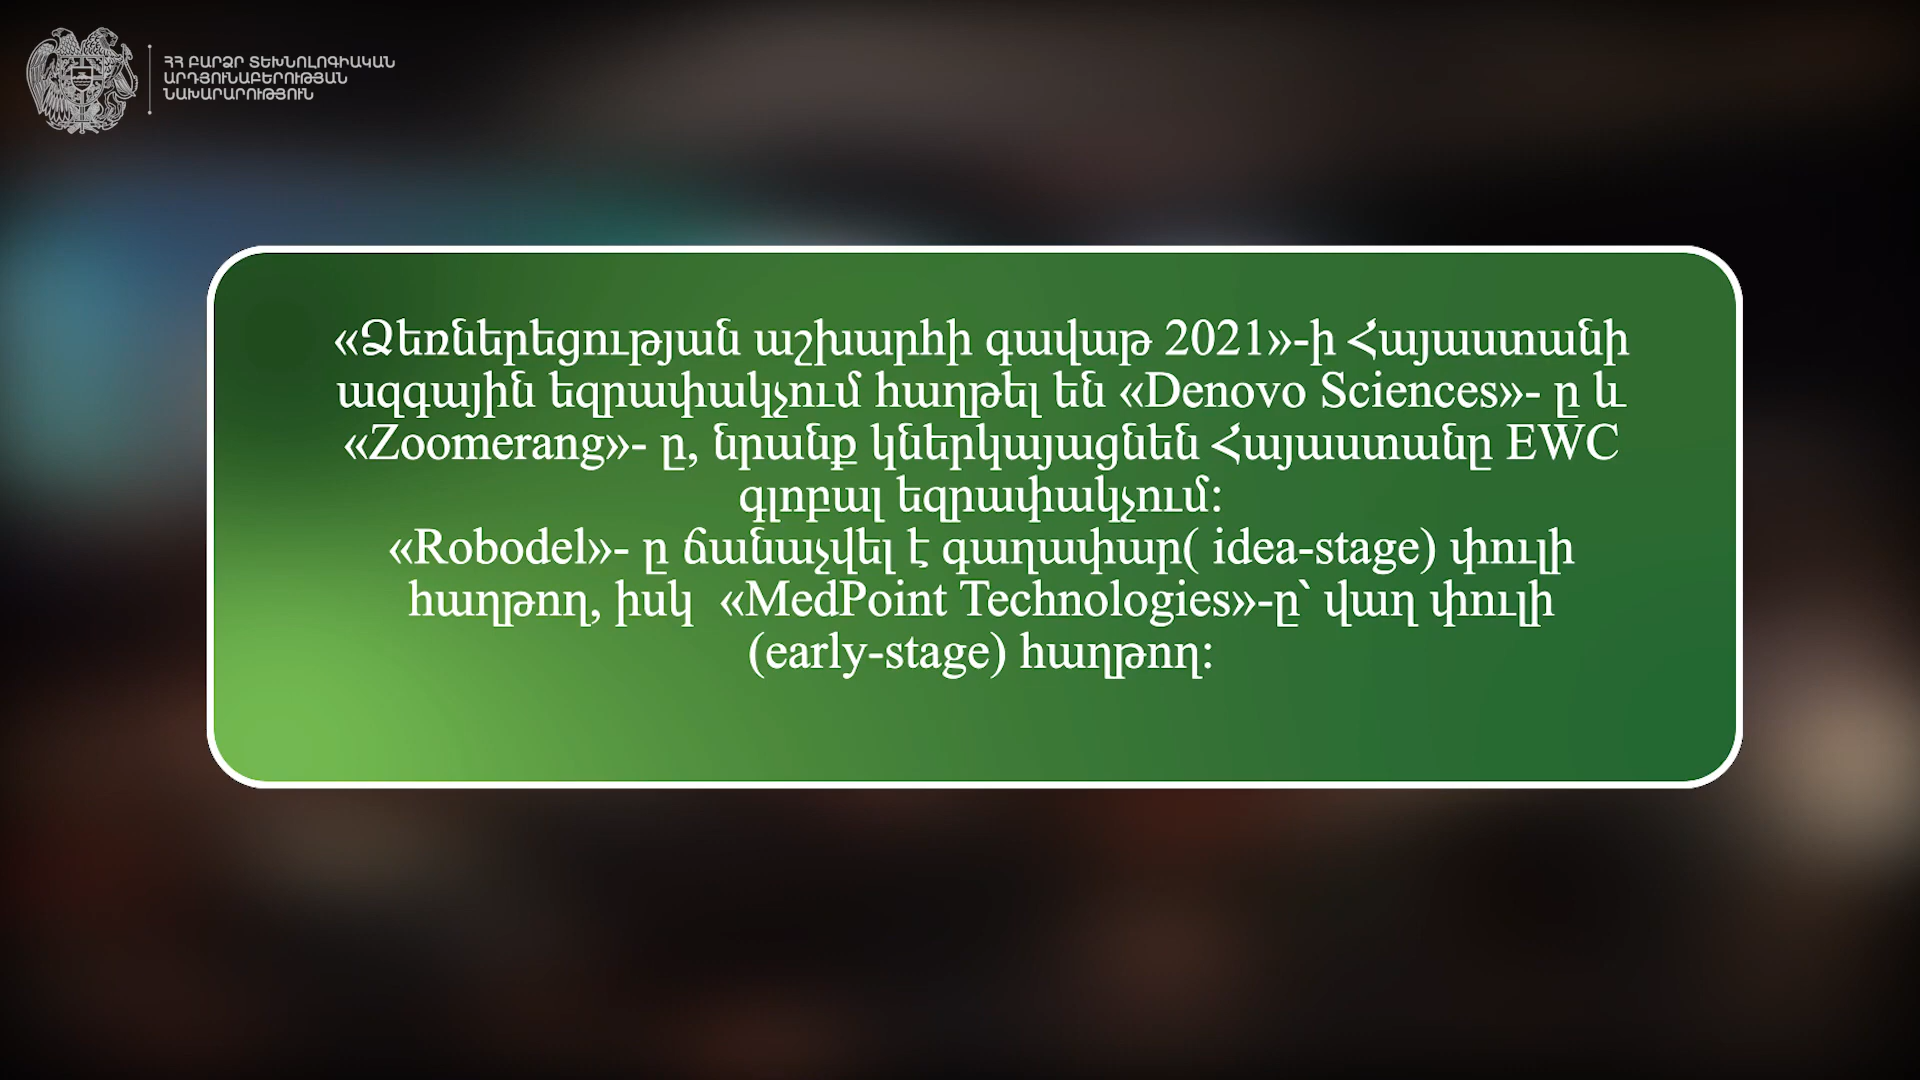 ՀՀ ԲԱՐՁՐ ՏԵԽՆՈԼՈԳԻԱԿԱՆ
ԱՐԴՅՈՒՆԱԲԵՐՈՒԹՅԱՆ
ՆԱԽԱՐԱՐՈՒԹՅՈՒՆ
«Ձեռներեցության աշխարհի գավաթ 2021»-ի Հայաստանի
ազգային եզրափակչում հաղթել են «Denovo Sciences»- ը և
«Zoomerang»- ը, նրանք կներկայացնեն Հայաստանը EWC
գլոբալ եզրափակչում:
«Robodel»- ը ճանաչվել է գաղափար( idea-stage) փուլի
հաղթող, իսկ  «MedPoint Technologies»-ը՝ վաղ փուլի
(early-stage) հաղթող: